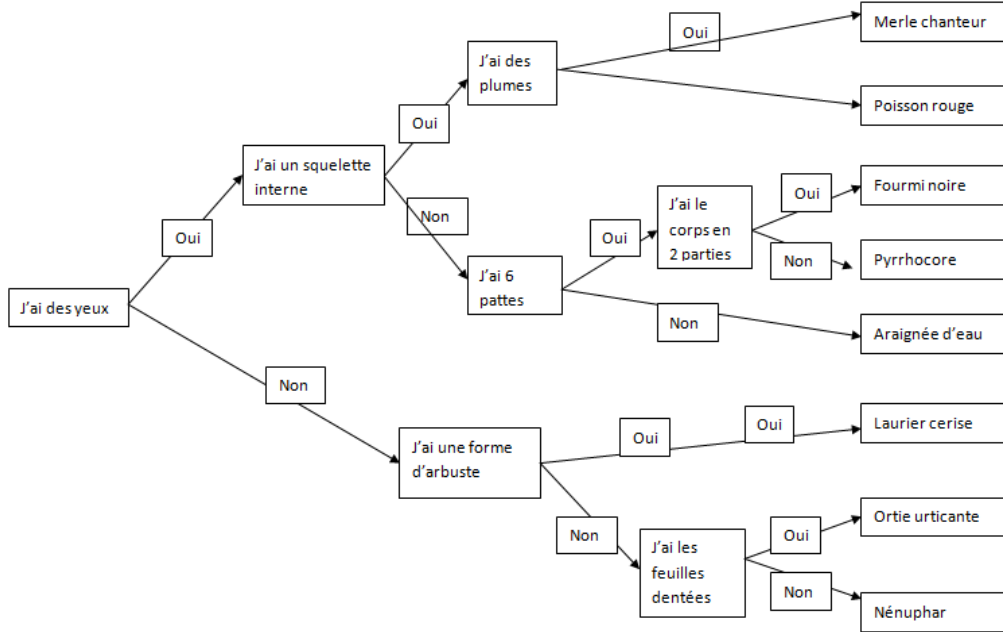 Merle chanteur
Oui
J'ai des
plumes
Poisson rouge
Oui
J'ai un squelette
interne
Fourmi noire
Oui
J'ai le
corps en
2 parties
Non
Oui
Oui
Non
Pyrrhocore
J'ai 6
pattes
J'ai des yeux
Non
Araignée d'eau
Non
Laurier cerise
Oui
Oui
J'ai une forme
d'arbuste
Ortie urticante
Non
Oui
J'ai les
feuilles
dentées
Non
Nénuphar